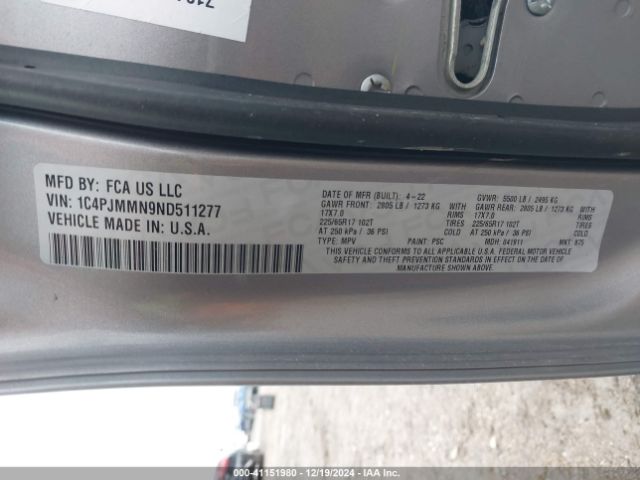 MFD BY: FCA US LLC
VIN: 1C4PJMMN9ND511277
VEHICLE MADE IN: U.S.A.
DATE OF MFR (BUILT): 4-22 GVWR: 5500 LB / 2495 KG
GAWR FRONT: 2805 LB / 1273 KG GAWR REAR: 2805 LB / 1273 KG
17X7.0 RIMS 17X7.0 RIMS
225/65R17 102T TIRES 225/65R17 102T TIRES
AT 250 kPa / 36 PSI COLD AT 250 kPa / 36 PSI COLD
TYPE: MPV PAINT: PSC MDH: 041911 MKT: 875
THIS VEHICLE CONFORMS TO ALL APPLICABLE U.S.A. FEDERAL MOTOR VEHICLE
SAFETY AND THEFT PREVENTION STANDARDS IN EFFECT ON THE DATE OF
MANUFACTURE SHOWN ABOVE.
000-41151980 - 12/19/2024 - IAAI.COM